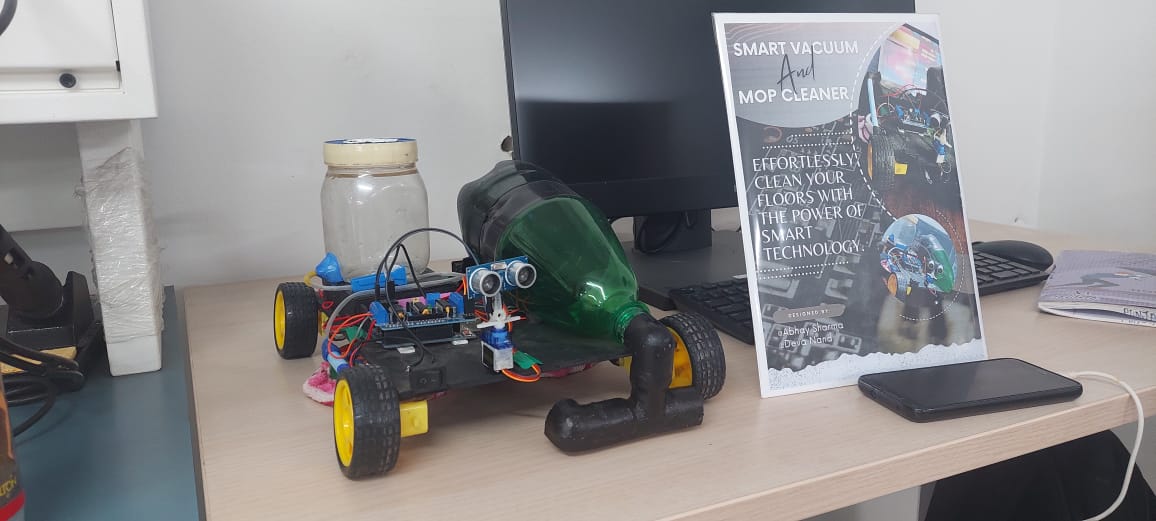 SMART VACUUM
And
MOP CLEANER
EFFORTLESSLY
CLEAN YOUR
FLOORS WITH
THE POWER OF
SMART
TECHNOLOGY.
DESIGNED BY
Abhay Sharma
Deva Nand